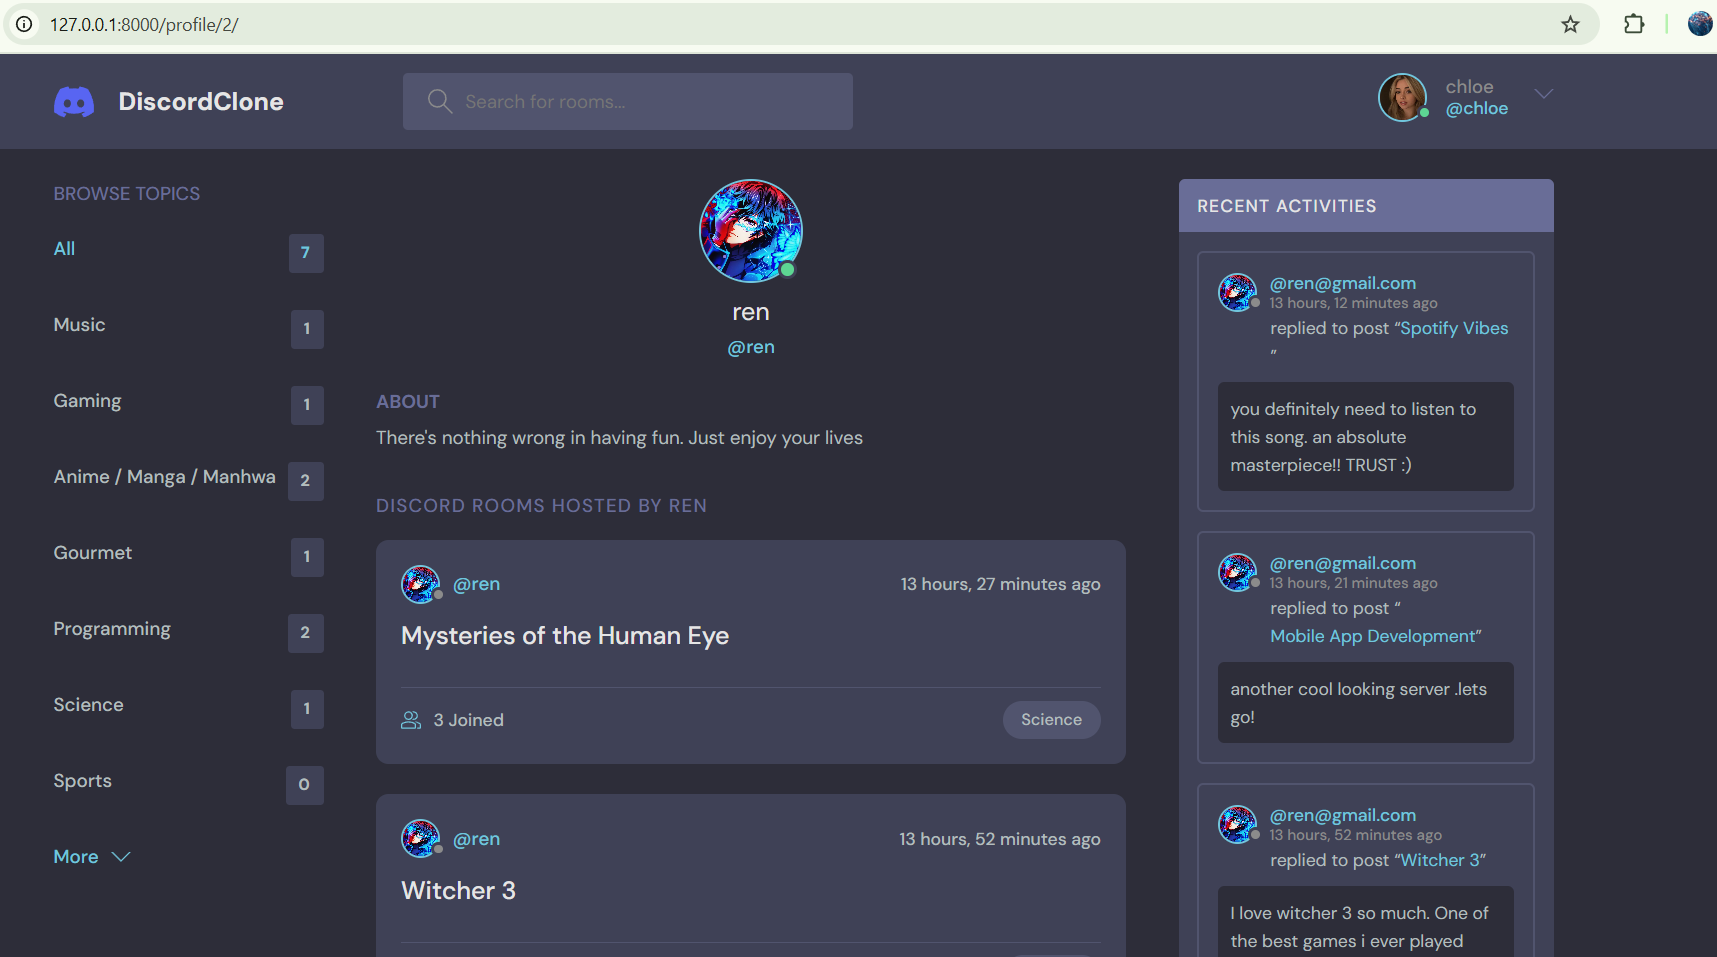 127.0.0.1:8000/profile/2/
DiscordClone
Search for rooms...
chloe
@chloe
BROWSE TOPICS
All
7
Music
1
Gaming
1
Anime / Manga / Manhwa
2
Gourmet
1
Programming
2
Science
1
Sports
0
More
ren
@ren
ABOUT
There's nothing wrong in having fun. Just enjoy your lives
DISCORD ROOMS HOSTED BY REN
@ren
13 hours, 27 minutes ago
Mysteries of the Human Eye
3 Joined
Science
@ren
13 hours, 52 minutes ago
Witcher 3
RECENT ACTIVITIES
@ren@gmail.com
13 hours, 12 minutes ago
replied to post “Spotify Vibes
”
you definitely need to listen to
this song. an absolute
masterpiece!! TRUST :)
@ren@gmail.com
13 hours, 21 minutes ago
replied to post “
Mobile App Development”
another cool looking server .lets
go!
@ren@gmail.com
13 hours, 52 minutes ago
replied to post “Witcher 3”
I love witcher 3 so much. One of
the best games i ever played